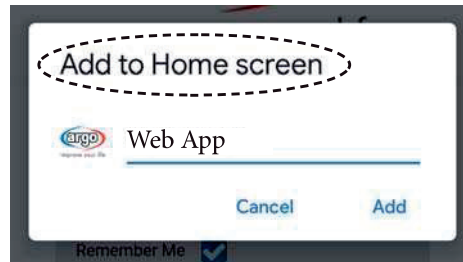 Add to Home screen
argo
Web App
Cancel Add
Remember Me